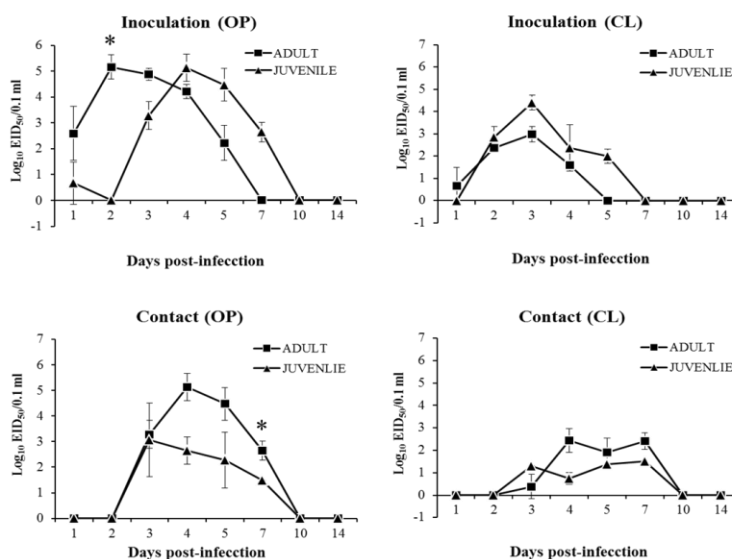 Inoculation (OP)
6
5
4
3
2
1
0
-1
Log10 EID50/0.1 ml
*
ADULT
JUVENILE
1 2 3 4 5 7 10 14
Days post-infecction
Inoculation (CL)
7
6
5
4
3
2
1
0
-1
Log10 EID50/0.1 ml
ADULT
JUVENLIE
1 2 3 4 5 7 10 14
Days post-infecction
Contact (OP)
7
6
5
4
3
2
1
0
Log10 EID50/0.1 ml
*
ADULT
JUVENLIE
1 2 3 4 5 7 10 14
Days post-infecction
Contact (CL)
7
6
5
4
3
2
1
0
-1
Log10 EID50/0.1 ml
ADULT
JUVENLIE
1 2 3 4 5 7 10 14
Days post-infecction